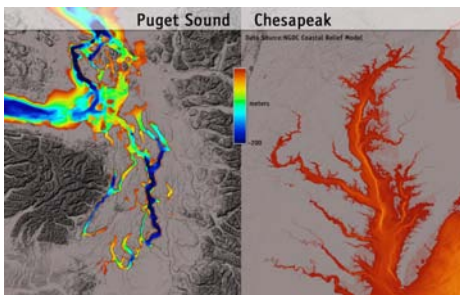 Puget Sound
Chesapeak
Data Source:NGDC Coastal Relief Model
meters
-200